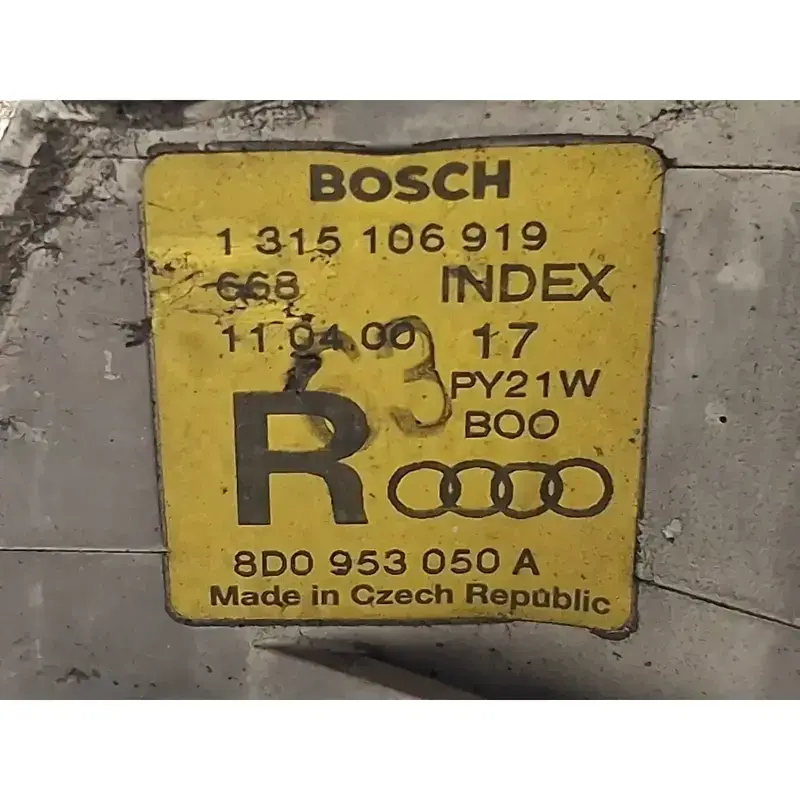 BOSCH
1 315 106 919
668 INDEX
11.04.00 17
63
PY21W
B00
R
8D0 953 050 A
Made in Czech Republic